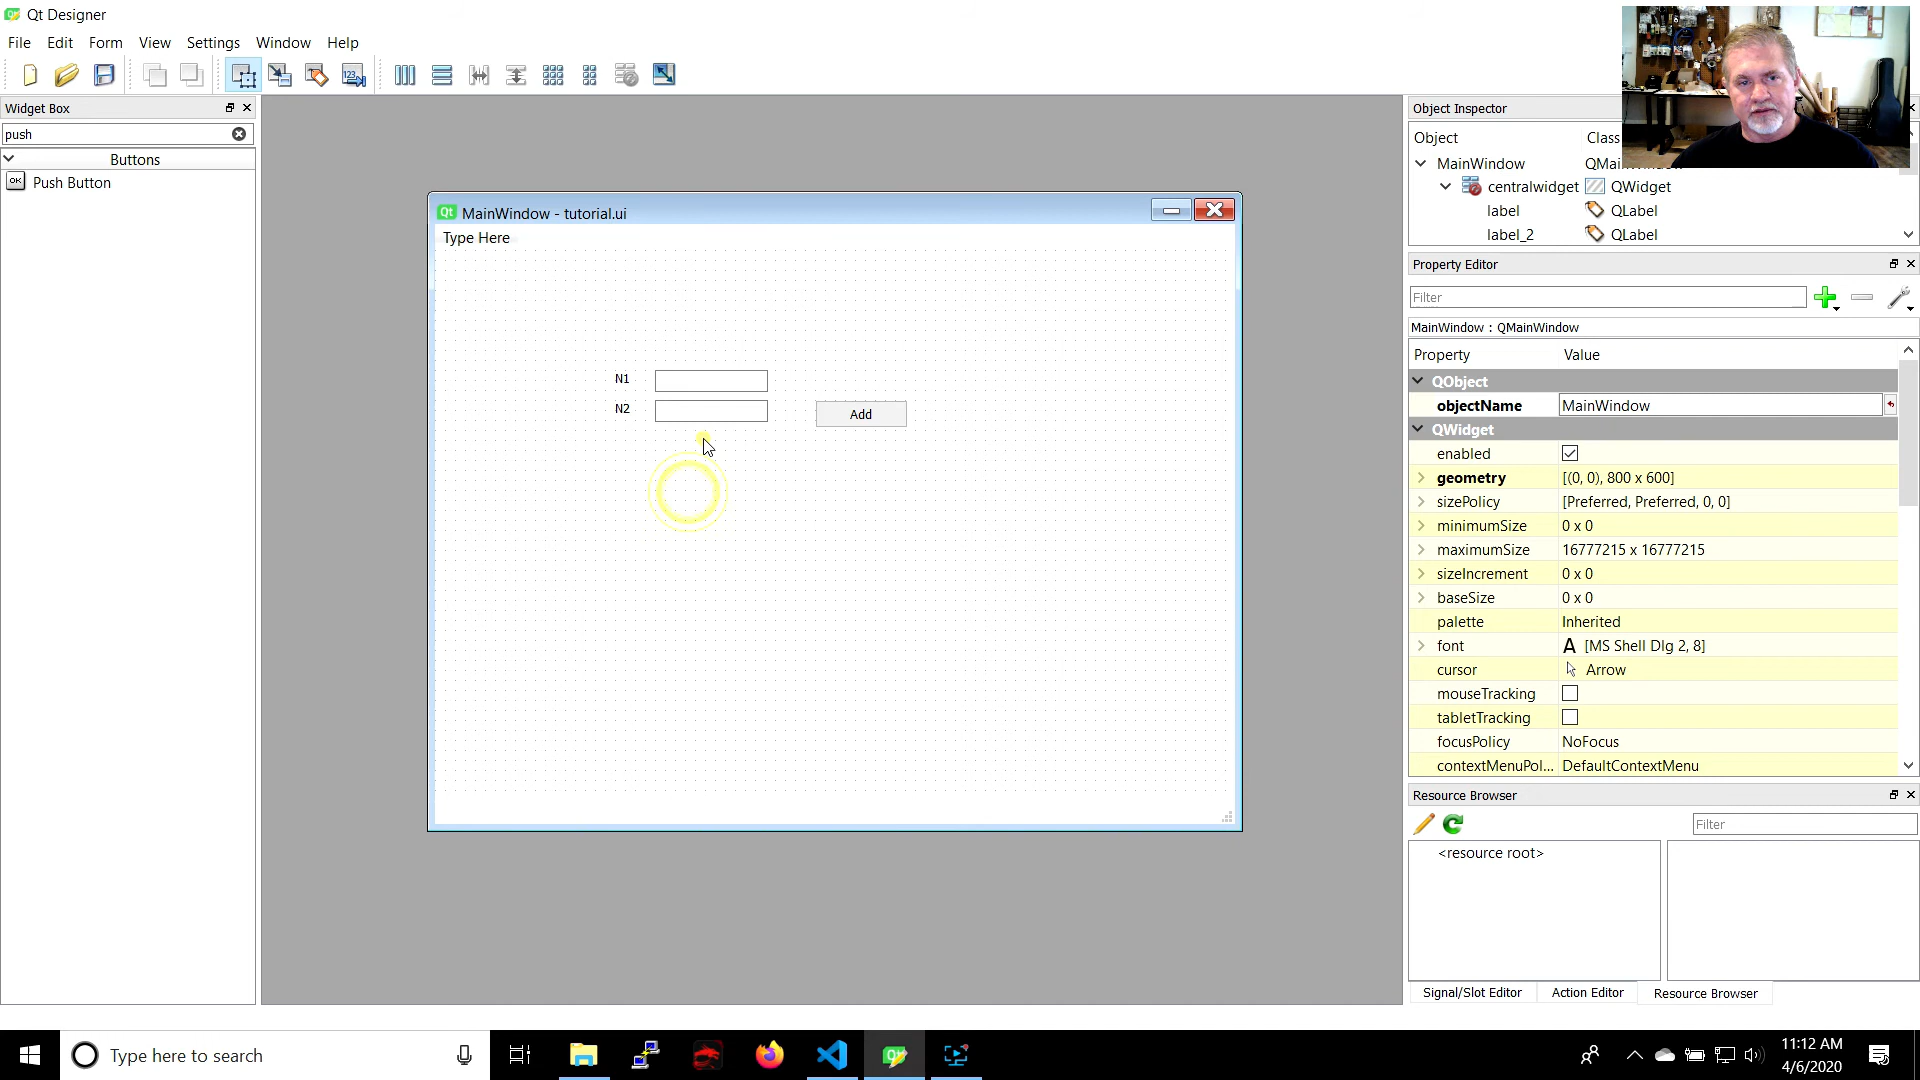 Qt Designer
File Edit Form View Settings Window Help
Widget Box
push
Buttons
Push Button
MainWindow - tutorial.ui
Type Here
N1
N2
Add
Object Inspector
Object Class
MainWindow
centralwidget QWidget
label QLabel
label_2 QLabel
Property Editor
Filter
MainWindow : QMainWindow
Property Value
QObject
objectName MainWindow
QWidget
enabled
geometry [(0, 0), 800 x 600]
sizePolicy [Preferred, Preferred, 0, 0]
minimumSize 0 x 0
maximumSize 16777215 x 16777215
sizeIncrement 0 x 0
baseSize 0 x 0
palette Inherited
font A [MS Shell Dlg 2, 8]
cursor Arrow
mouseTracking
tabletTracking
focusPolicy NoFocus
contextMenuPol... DefaultContextMenu
Resource Browser
Filter
<resource root>
Signal/Slot Editor Action Editor Resource Browser
Type here to search
11:12 AM
4/6/2020